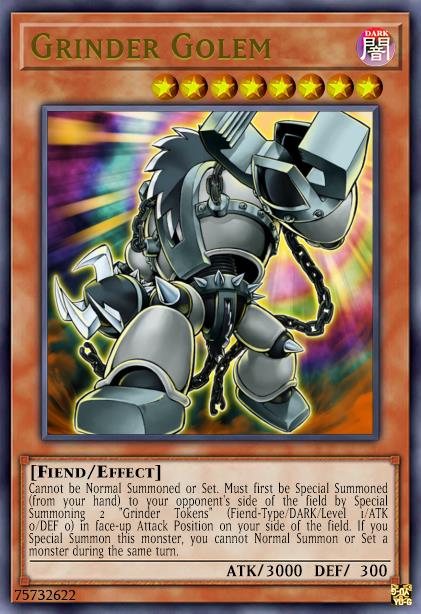 GRINDER GOLEM
DARK
闇
[FIEND/EFFECT]
Cannot be Normal Summoned or Set. Must first be Special Summoned
(from your hand) to your opponent's side of the field by Special
Summoning 2 "Grinder Tokens" (Fiend-Type/DARK/Level 1/ATK
0/DEF 0) in face-up Attack Position on your side of the field. If you
Special Summon this monster, you cannot Normal Summon or Set a
monster during the same turn.
ATK/3000 DEF/ 300
75732622